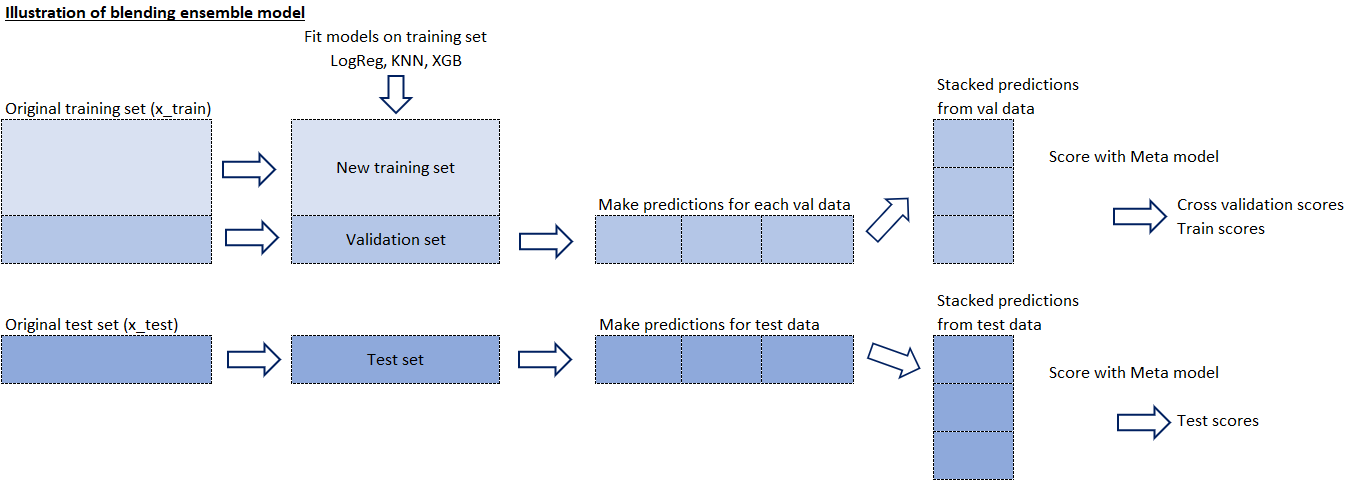 Illustration of blending ensemble model
Fit models on training set
LogReg, KNN, XGB
Original training set (x_train)
New training set
Validation set
Make predictions for each val data
Stacked predictions
from val data
Score with Meta model
Cross validation scores
Train scores
Original test set (x_test)
Test set
Make predictions for test data
Stacked predictions
from test data
Score with Meta model
Test scores